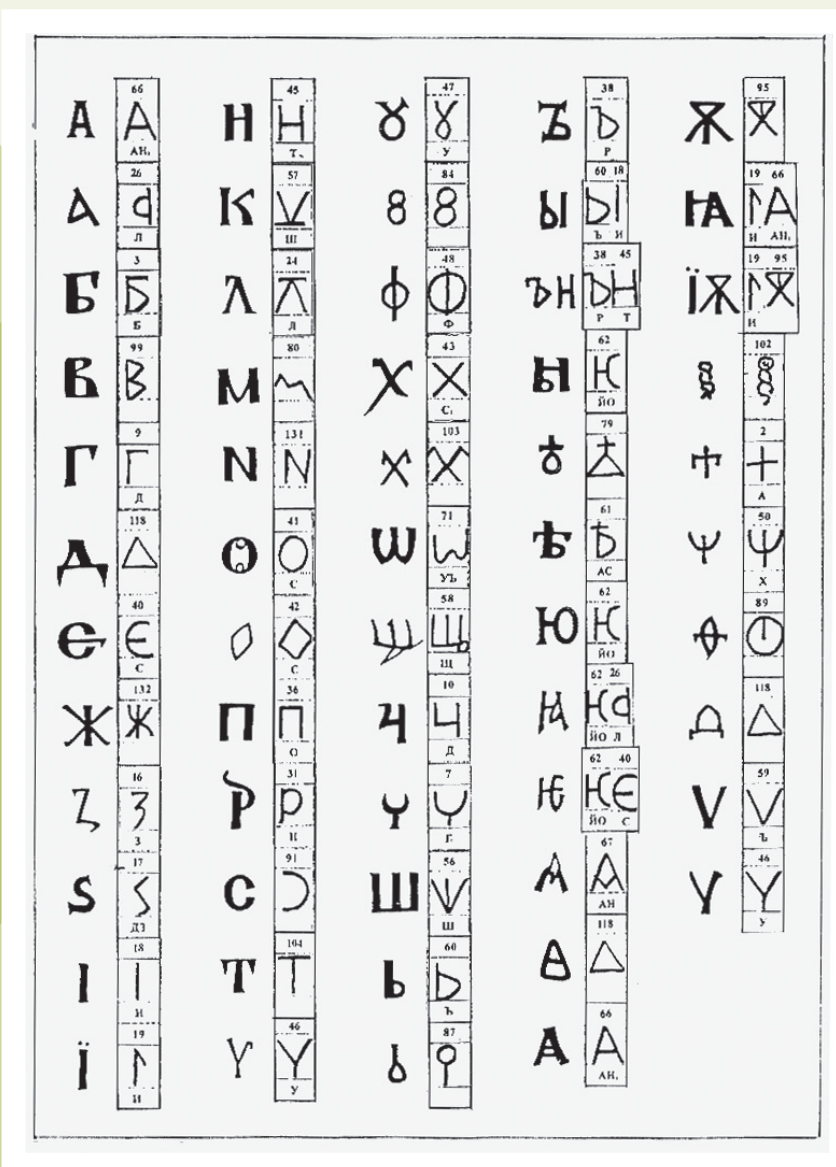 66
А А
АН,
26
Л
3
Б Б
Б
99
В В
9
Г Г
Д
118
Д Δ
40
Є Є
С
132
Ж Ж
16
З
З
17
Ѕ
ДЗ
18
І І
И
19
Ї
И
45
Н Н
Т,
57
К
Ш
24
Л
Л
80
М
131
N N
41
Ѳ О
С
42
◊ ◊
С
36
П П
О
31
Р Р
Н
91
С
104
Т Т
46
Y Y
У
47
Ȣ
У
84
8 8
48
Ф Ф
Ф
43
Х Х
С,
103
Х Х
71
Ш
УЪ
58
Щ Щ
Щ
10
Ч Ч
Д
7
Г
56
Ш
Ш
60
Ь Ь
Ъ
87
38
Ъ Ъ
Р
60 18
Ы ЬІ
Ъ И
38 45
ЪН ЪН
Р Т
62
ЙО
79
61
Ѣ
АС
62
Ю
ЙО
62 26
ЙО Л
62 40
Ѥ
ЙО С
67
Ѧ Ѧ
АН
118
Δ
66
А А
АН,
95
Ѫ
19 66
Ꙗ
И АН,
19 95
ЇѪ
И
102
2
+
А
50
Ψ Ψ
Х
89
118
Д Δ
59
V V
Ъ
46
Y Y
У